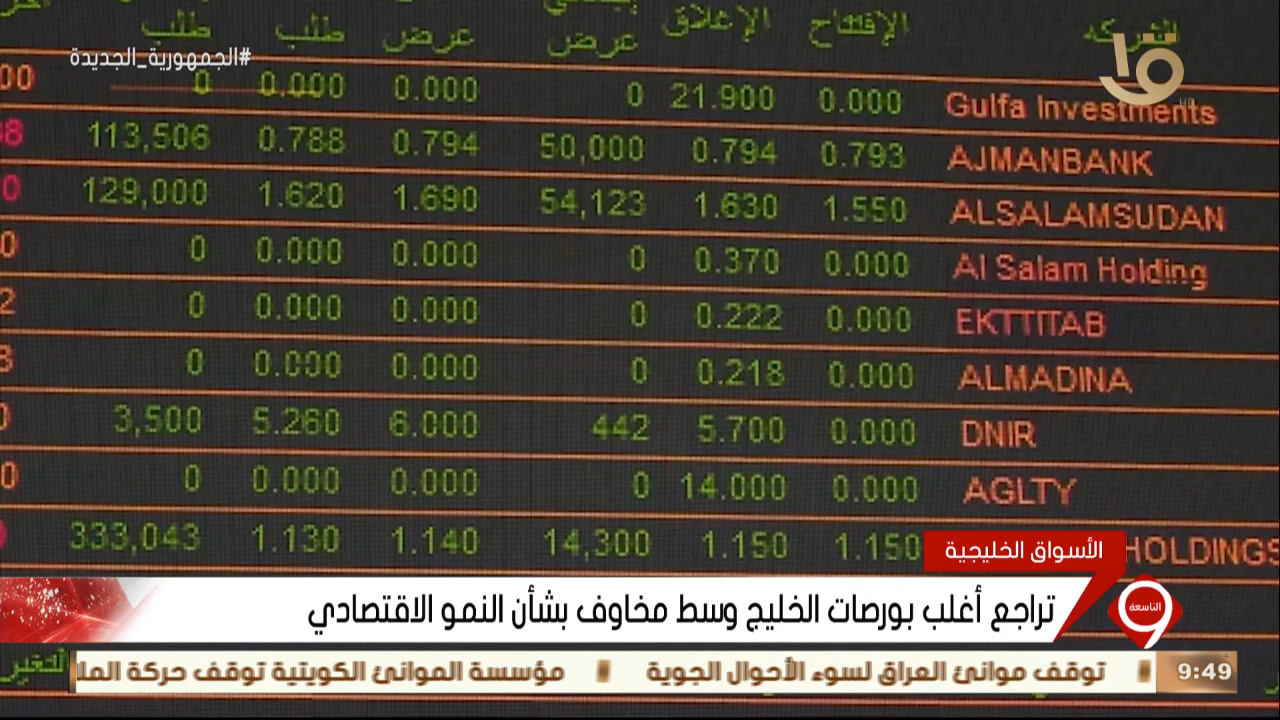 #الجمهورية_الجديدة
HD
الإفتتاح الإغلاق عرض عرض طلب طلب
Gulfa Investments 0.000 21.900 0 0.000 0.000 0
AJMANBANK 0.793 0.794 50,000 0.794 0.788 113,506
ALSALAMSUDAN 1.550 1.630 54,123 1.690 1.620 129,000
Al Salam Holding 0.000 0.370 0 0.000 0.000 0
EKTTITAB 0.000 0.222 0 0.000 0.000 0
ALMADINA 0.000 0.218 0 0.000 0.000 0
DNIR 0.000 5.700 442 6.000 5.260 3,500
AGLTY 0.000 14.000 0 0.000 0.000 0
HOLDINGS 1.150 1.150 14,300 1.140 1.130 333,043
الأسواق الخليجية
التاسعة 9
تراجع أغلب بورصات الخليج وسط مخاوف بشأن النمو الاقتصادي
9:49 توقف موانئ العراق لسوء الأحوال الجوية مؤسسة الموانئ الكويتية توقف حركة